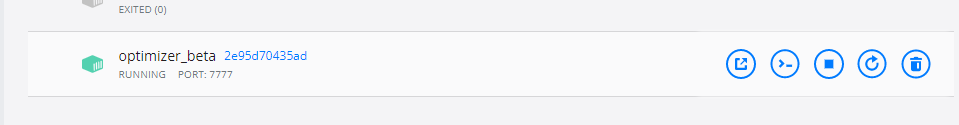 EXITED (0)
optimizer_beta 2e95d70435ad
RUNNING PORT: 7777